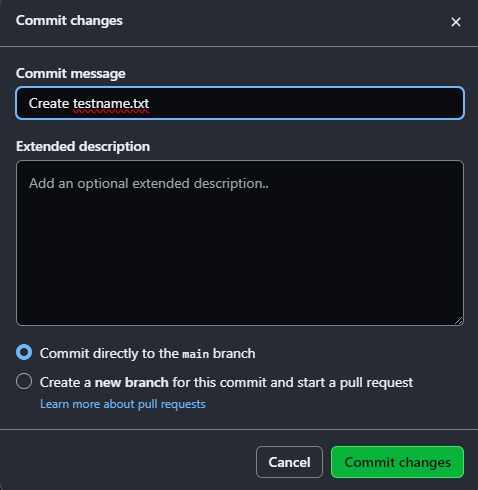 Commit changes
Commit message
Create testname.txt
Extended description
Add an optional extended description..
Commit directly to the main branch
Create a new branch for this commit and start a pull request
Learn more about pull requests
Cancel
Commit changes